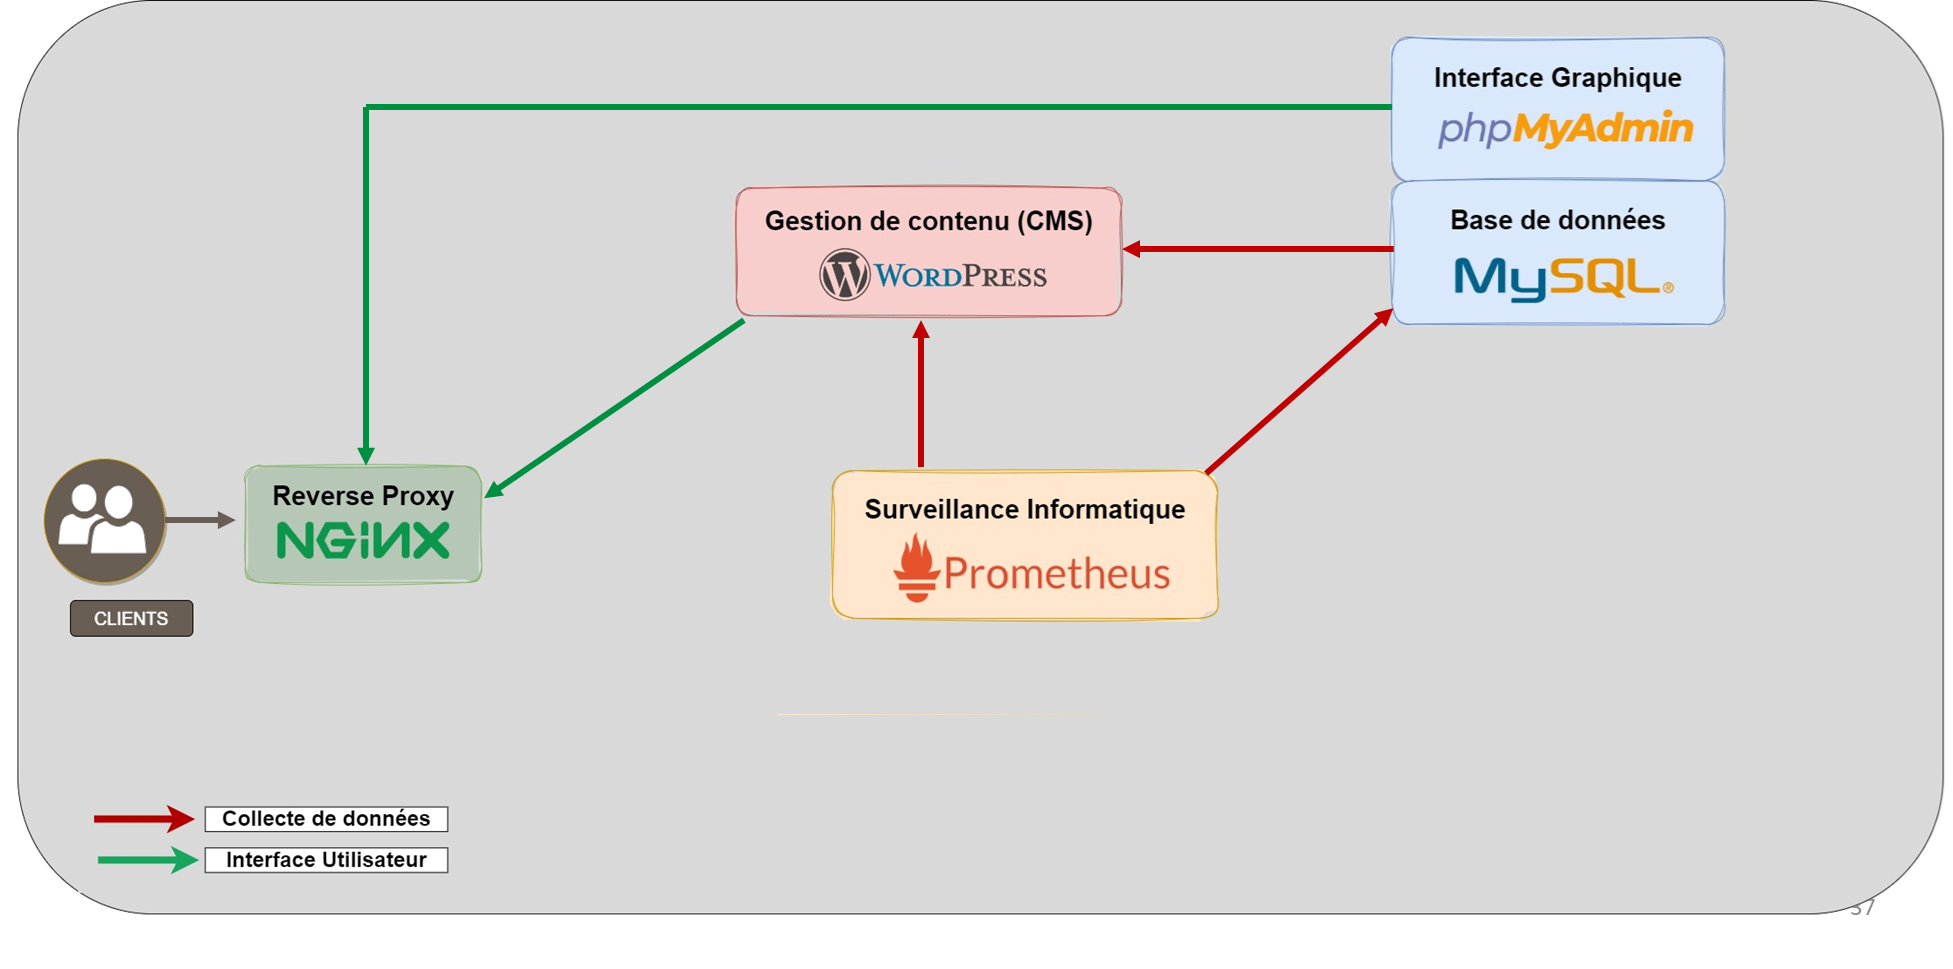 Interface Graphique
phpMyAdmin
Gestion de contenu (CMS)
WORDPRESS
Base de données
MySQL®
Reverse Proxy
NGiNX
Surveillance Informatique
Prometheus
CLIENTS
Collecte de données
Interface Utilisateur
37